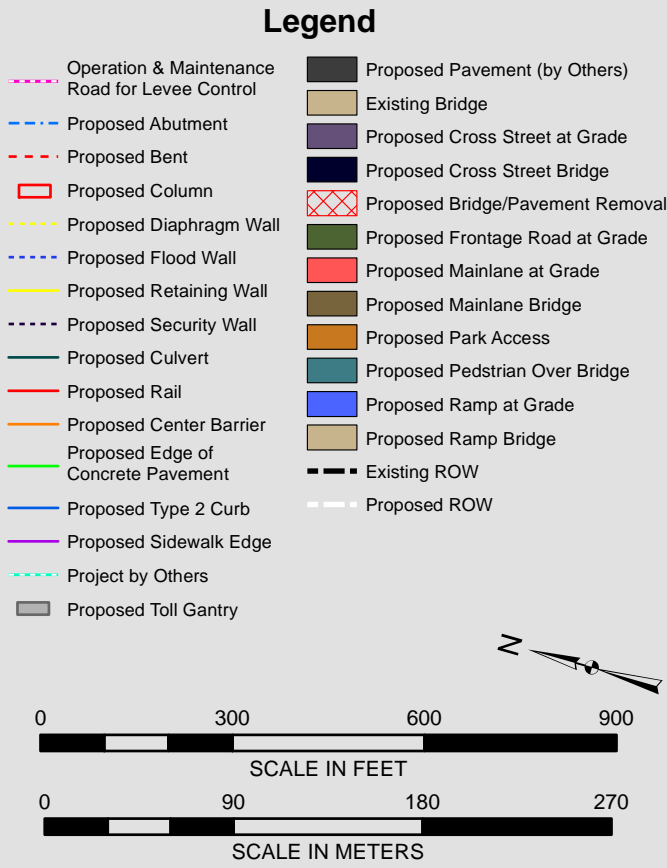 Legend
Operation & Maintenance
Road for Levee Control
Proposed Abutment
Proposed Bent
Proposed Column
Proposed Diaphragm Wall
Proposed Flood Wall
Proposed Retaining Wall
Proposed Security Wall
Proposed Culvert
Proposed Rail
Proposed Center Barrier
Proposed Edge of
Concrete Pavement
Proposed Type 2 Curb
Proposed Sidewalk Edge
Project by Others
Proposed Toll Gantry
Proposed Pavement (by Others)
Existing Bridge
Proposed Cross Street at Grade
Proposed Cross Street Bridge
Proposed Bridge/Pavement Removal
Proposed Frontage Road at Grade
Proposed Mainlane at Grade
Proposed Mainlane Bridge
Proposed Park Access
Proposed Pedstrian Over Bridge
Proposed Ramp at Grade
Proposed Ramp Bridge
Existing ROW
Proposed ROW
N
0 300 600 900
SCALE IN FEET
0 90 180 270
SCALE IN METERS